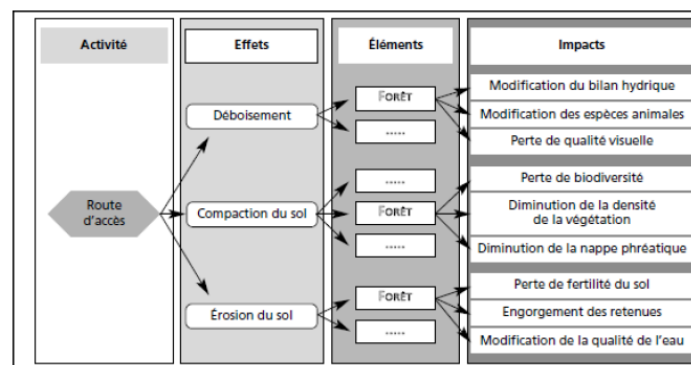 Activité
Effets
Éléments
Impacts
Route
d'accès
Déboisement
FORÊT
.....
Modification du bilan hydrique
Modification des espèces animales
Perte de qualité visuelle
Compaction du sol
.....
FORÊT
.....
Perte de biodiversité
Diminution de la densité
de la végétation
Diminution de la nappe phréatique
Érosion du sol
FORÊT
.....
Perte de fertilité du sol
Engorgement des retenues
Modification de la qualité de l'eau